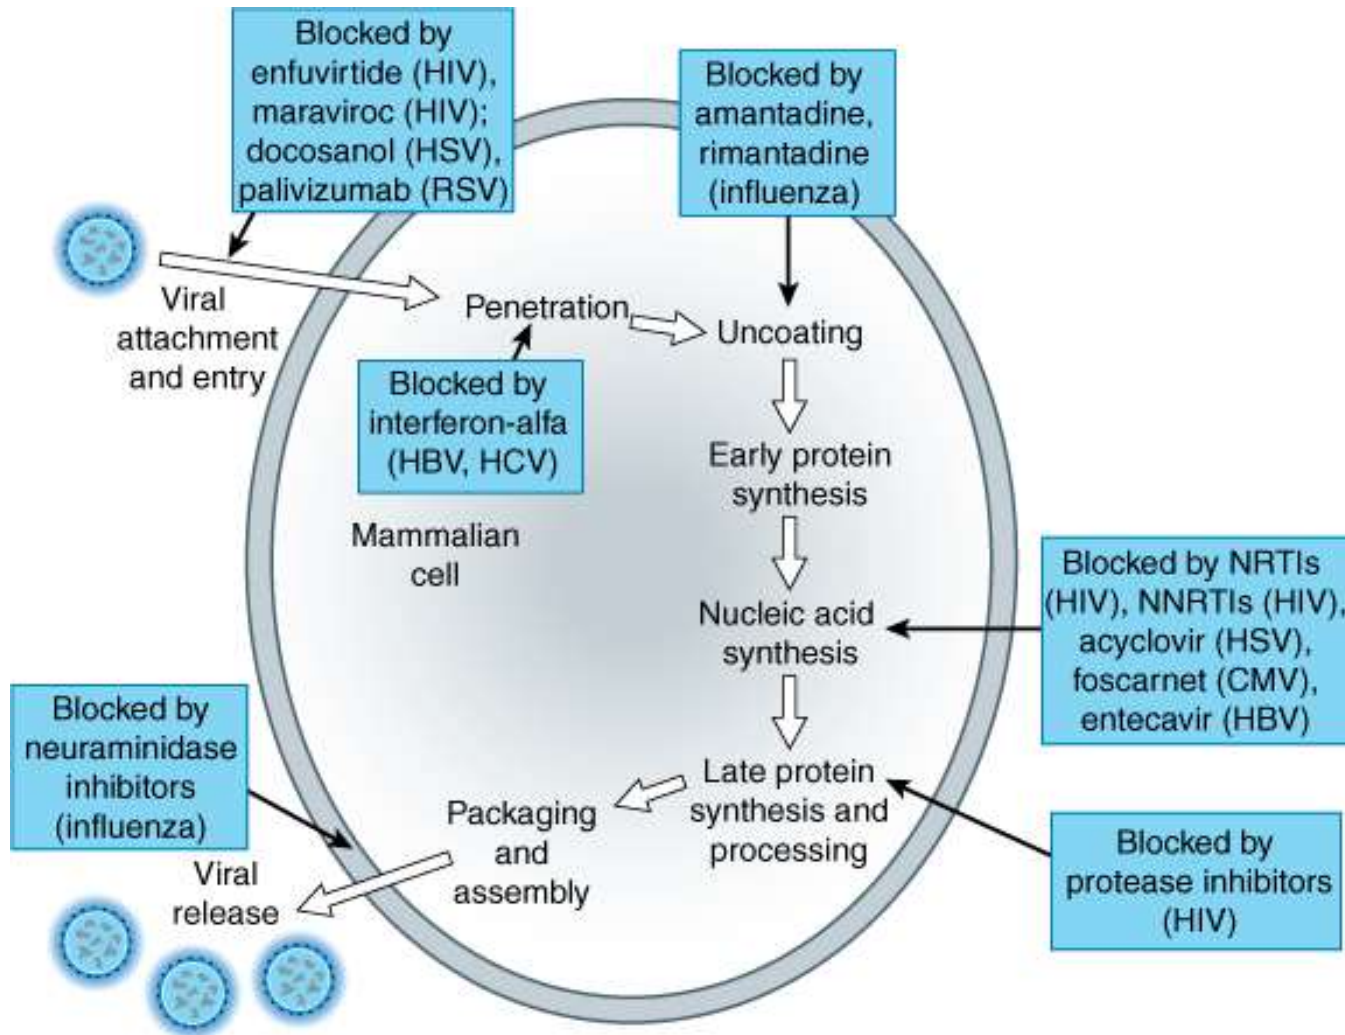 Blocked by
enfuvirtide (HIV),
maraviroc (HIV);
docosanol (HSV),
palivizumab (RSV)
Blocked by
amantadine,
rimantadine
(influenza)
Viral
attachment
and entry
Penetration
Uncoating
Blocked by
interferon-alfa
(HBV, HCV)
Early protein
synthesis
Mammalian
cell
Nucleic acid
synthesis
Blocked by NRTIs
(HIV), NNRTIs (HIV),
acyclovir (HSV),
foscarnet (CMV),
entecavir (HBV)
Late protein
synthesis and
processing
Blocked by
protease inhibitors
(HIV)
Packaging
and
assembly
Blocked by
neuraminidase
inhibitors
(influenza)
Viral
release